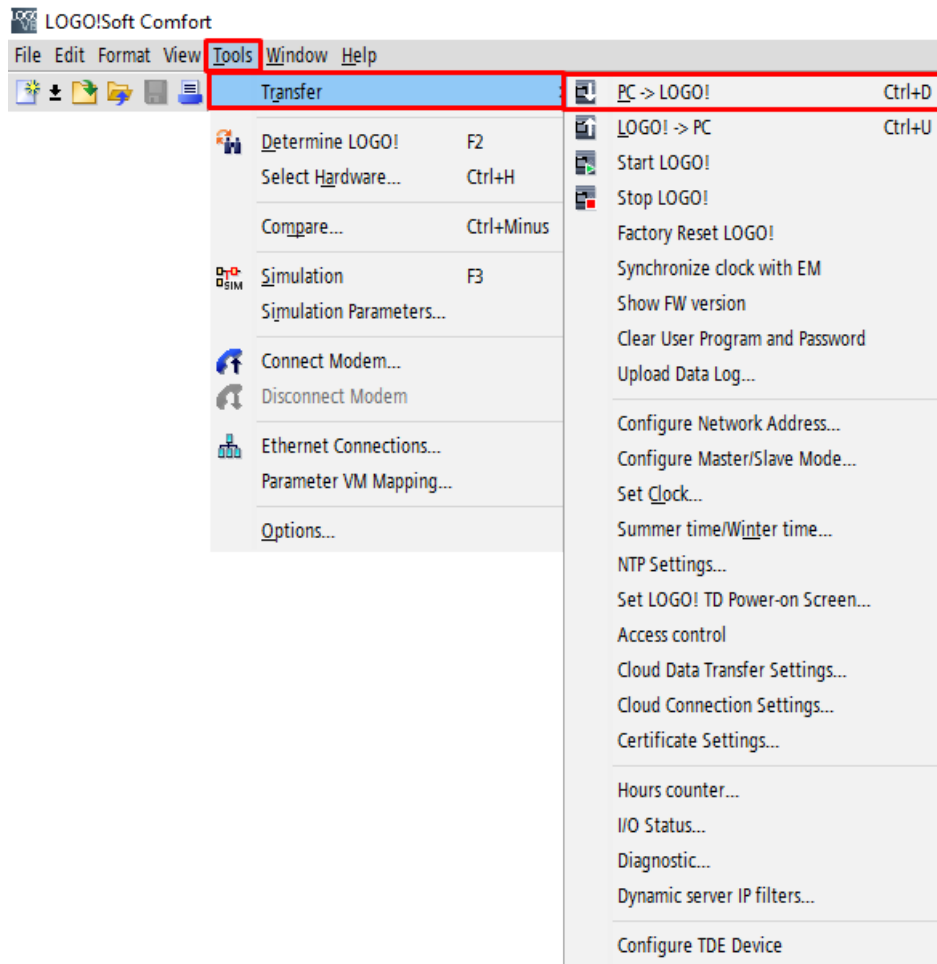 LOGO!Soft Comfort
File Edit Format View Tools Window Help
Transfer
Determine LOGO! F2
Select Hardware... Ctrl+H
Compare... Ctrl+Minus
Simulation F3
Simulation Parameters...
Connect Modem...
Disconnect Modem
Ethernet Connections...
Parameter VM Mapping...
Options...
PC -> LOGO! Ctrl+D
LOGO! -> PC Ctrl+U
Start LOGO!
Stop LOGO!
Factory Reset LOGO!
Synchronize clock with EM
Show FW version
Clear User Program and Password
Upload Data Log...
Configure Network Address...
Configure Master/Slave Mode...
Set Clock...
Summer time/Winter time...
NTP Settings...
Set LOGO! TD Power-on Screen...
Access control
Cloud Data Transfer Settings...
Cloud Connection Settings...
Certificate Settings...
Hours counter...
I/O Status...
Diagnostic...
Dynamic server IP filters...
Configure TDE Device